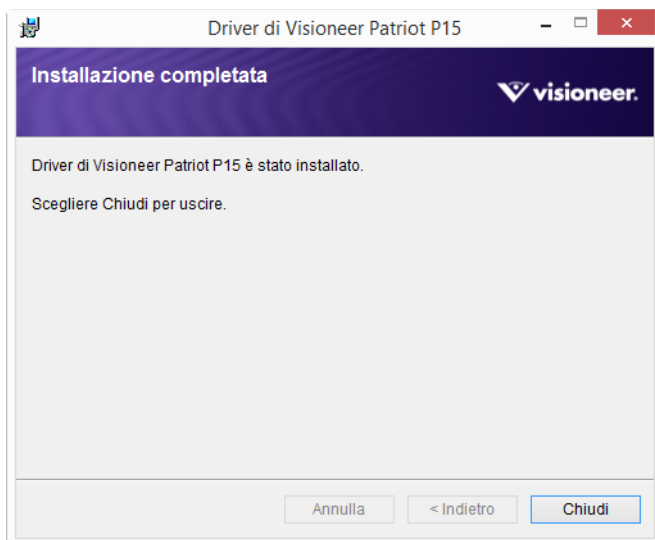 Driver di Visioneer Patriot P15
Installazione completata
visioneer.
Driver di Visioneer Patriot P15 è stato installato.
Scegliere Chiudi per uscire.
Annulla
< Indietro
Chiudi